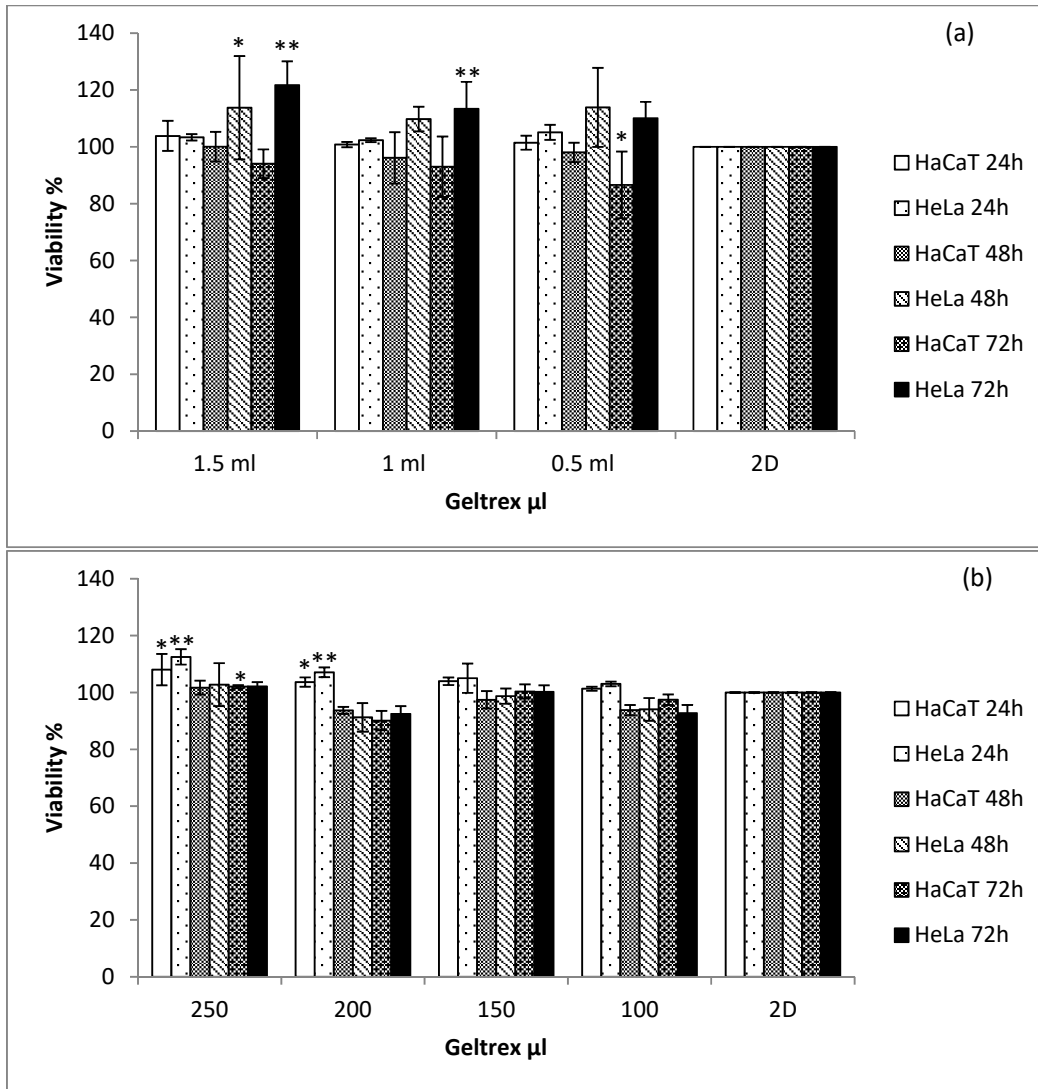 (a)
140
120
100
80
60
40
20
0
Viability %
* ** ** *
1.5 ml 1 ml 0.5 ml 2D
Geltrex µl
HaCaT 24h
HeLa 24h
HaCaT 48h
HeLa 48h
HaCaT 72h
HeLa 72h
(b)
140
120
100
80
60
40
20
0
Viability %
* ** * * **
250 200 150 100 2D
Geltrex µl
HaCaT 24h
HeLa 24h
HaCaT 48h
HeLa 48h
HaCaT 72h
HeLa 72h